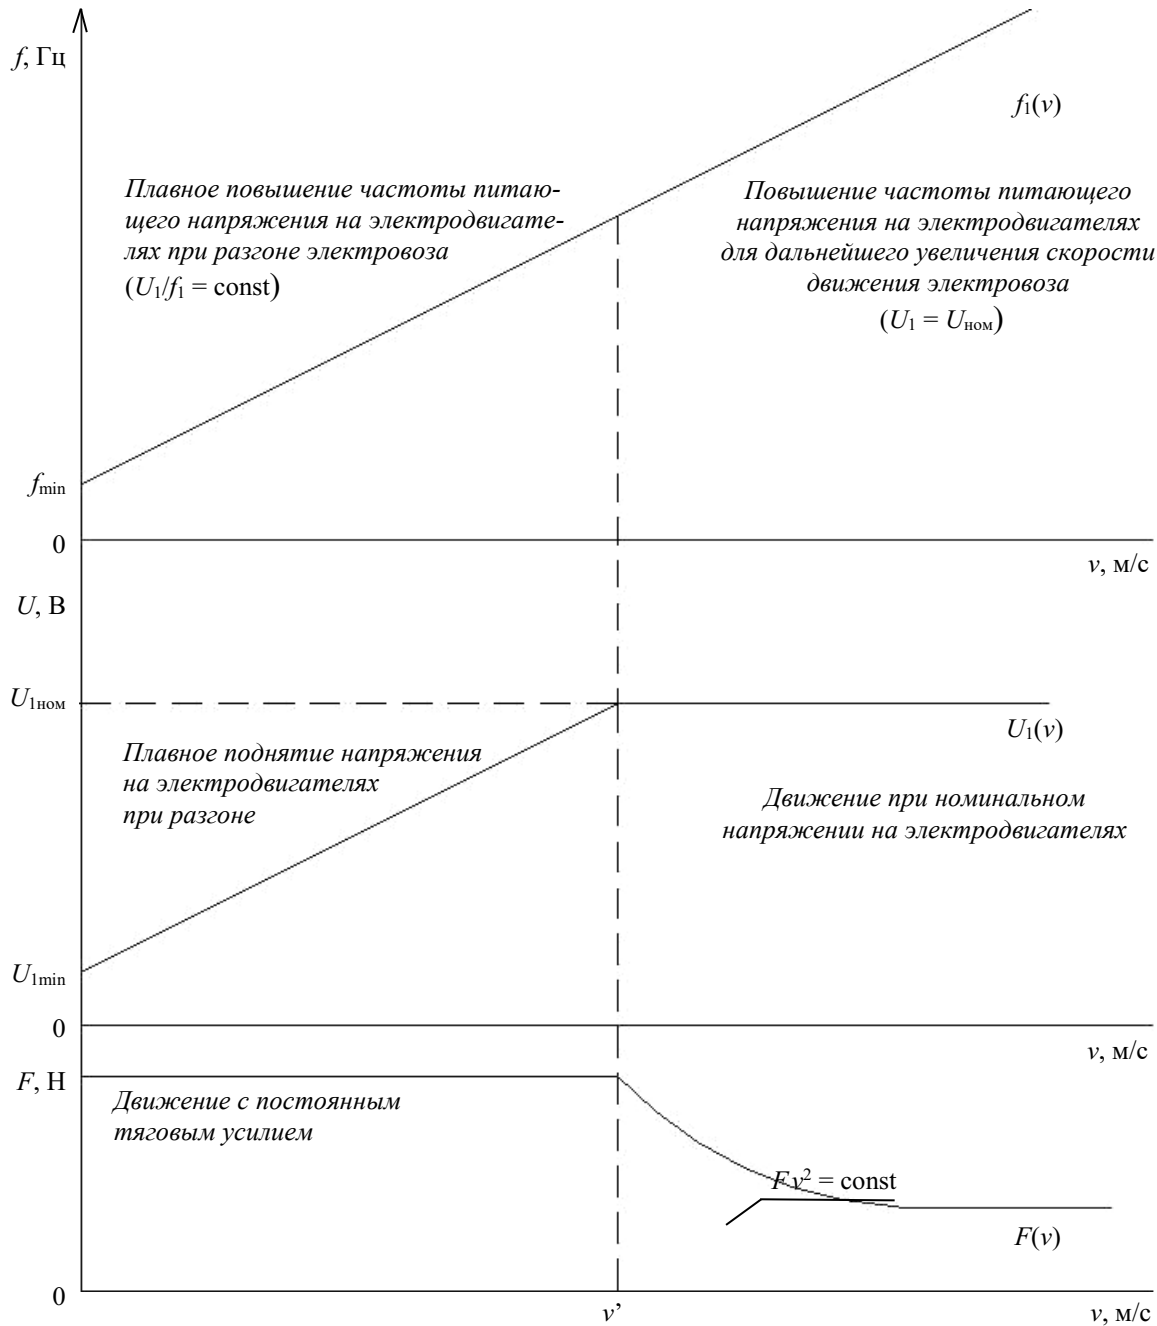 f, Гц
f₁(v)
Плавное повышение частоты питаю-
щего напряжения на электродвигате-
лях при разгоне электровоза
(U₁/f₁ = const)
Повышение частоты питающего
напряжения на электродвигателях
для дальнейшего увеличения скорости
движения электровоза
(U₁ = Uном)
fmin
0
v, м/с
U, В
U₁ном
U₁(v)
Плавное поднятие напряжения
на электродвигателях
при разгоне
Движение при номинальном
напряжении на электродвигателях
U₁min
0
v, м/с
F, Н
Движение с постоянным
тяговым усилием
Fv² = const
F(v)
0
v’
v, м/с